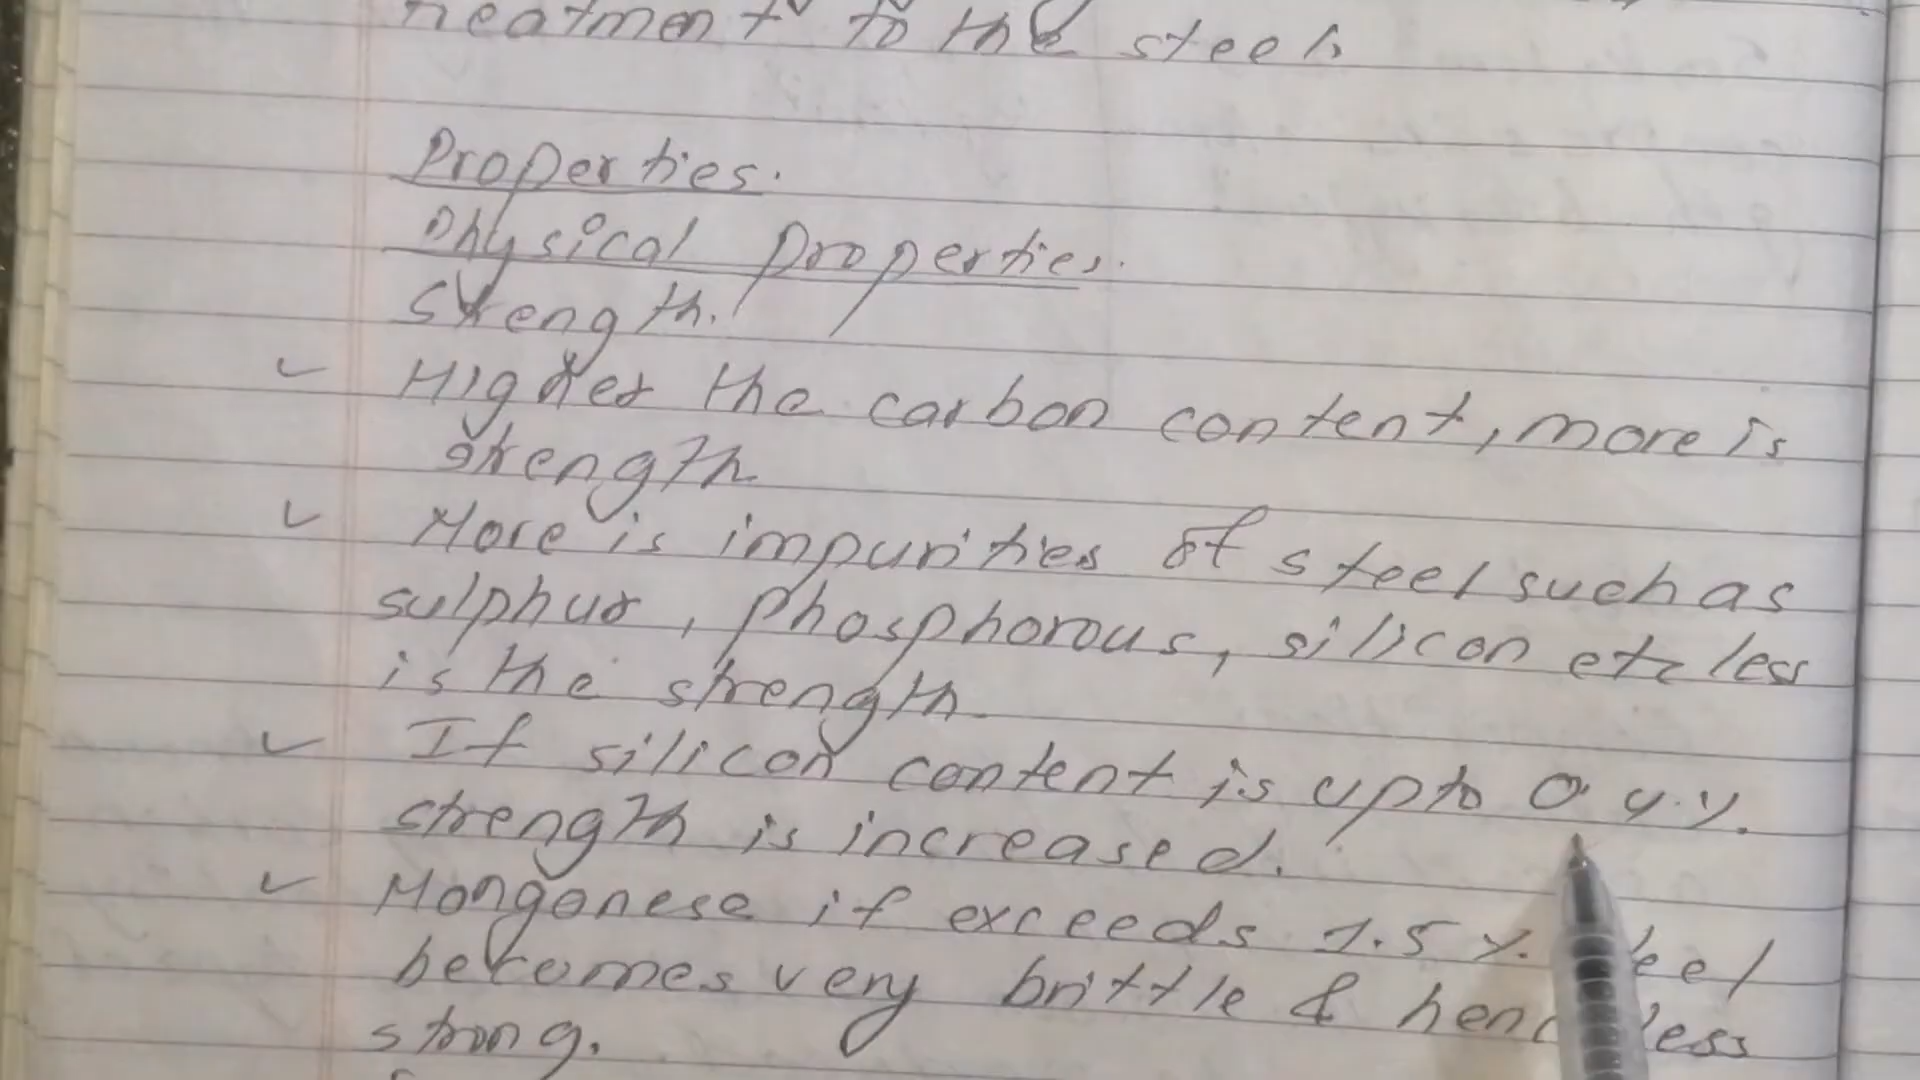 treatment to the steel.
Properties.
Physical properties.
Strength.
Higher the carbon content, more is
strength
More is impurities of steel such as
sulphur, phosphorous, silicon etc less
is the strength
If silicon content is upto 0.4%.
strength is increased.
Manganese if exceeds 1.5%. eel
becomes very brittle & henc less
strong.